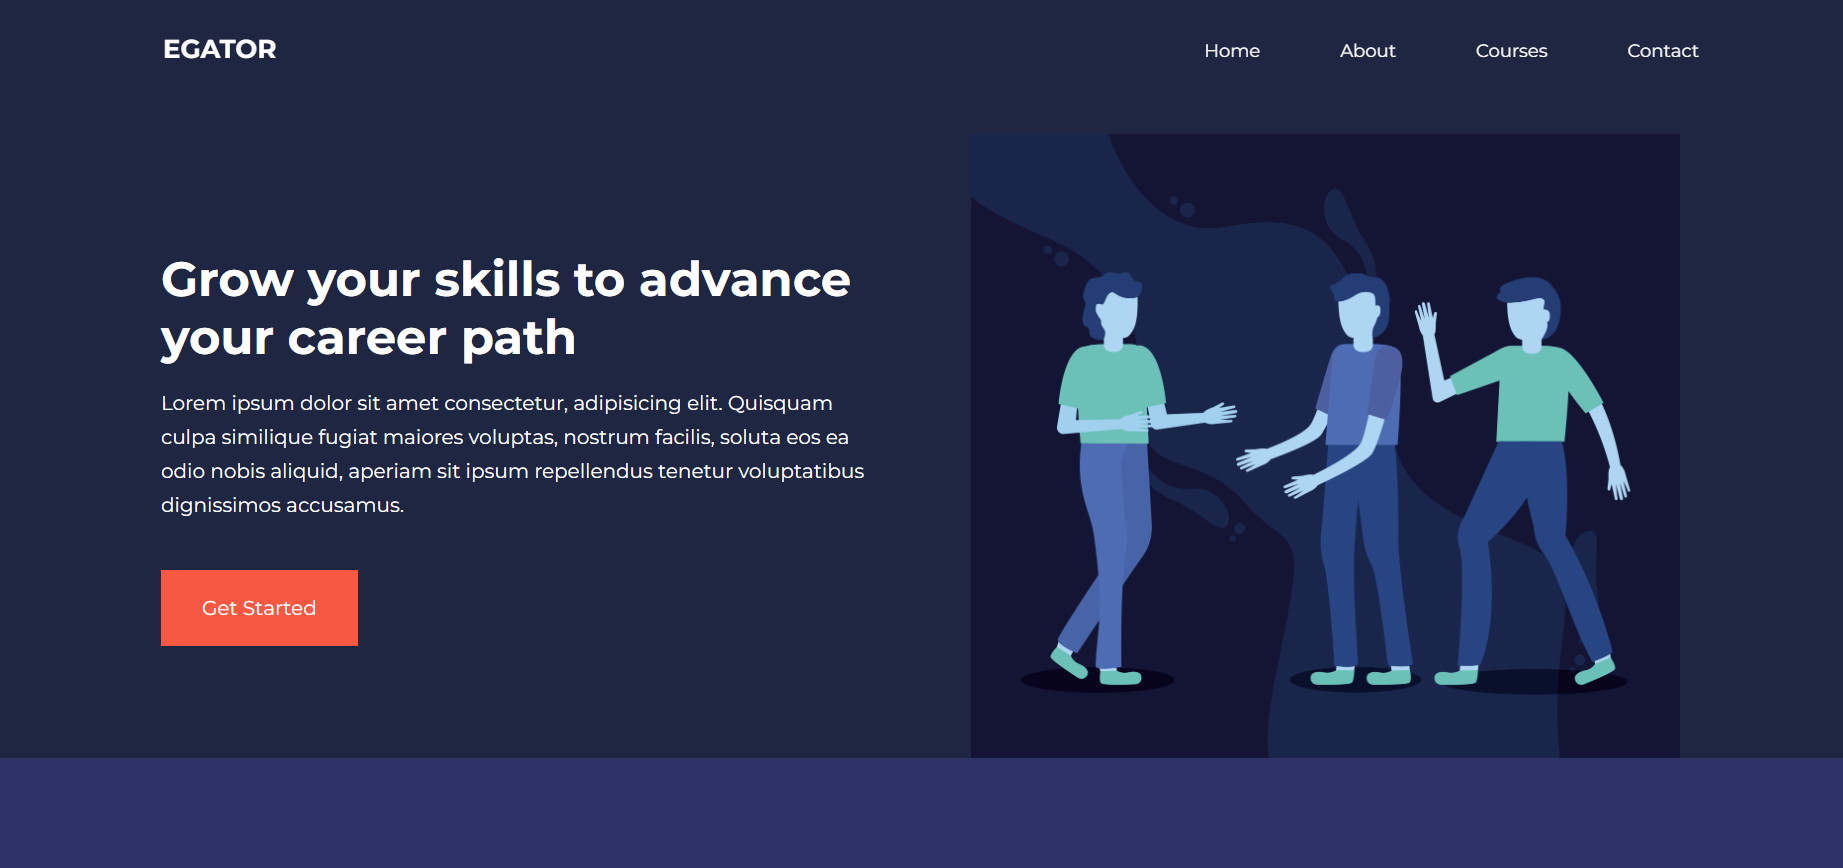 EGATOR
Home About Courses Contact
Grow your skills to advance
your career path
Lorem ipsum dolor sit amet consectetur, adipisicing elit. Quisquam
culpa similique fugiat maiores voluptas, nostrum facilis, soluta eos ea
odio nobis aliquid, aperiam sit ipsum repellendus tenetur voluptatibus
dignissimos accusamus.
Get Started